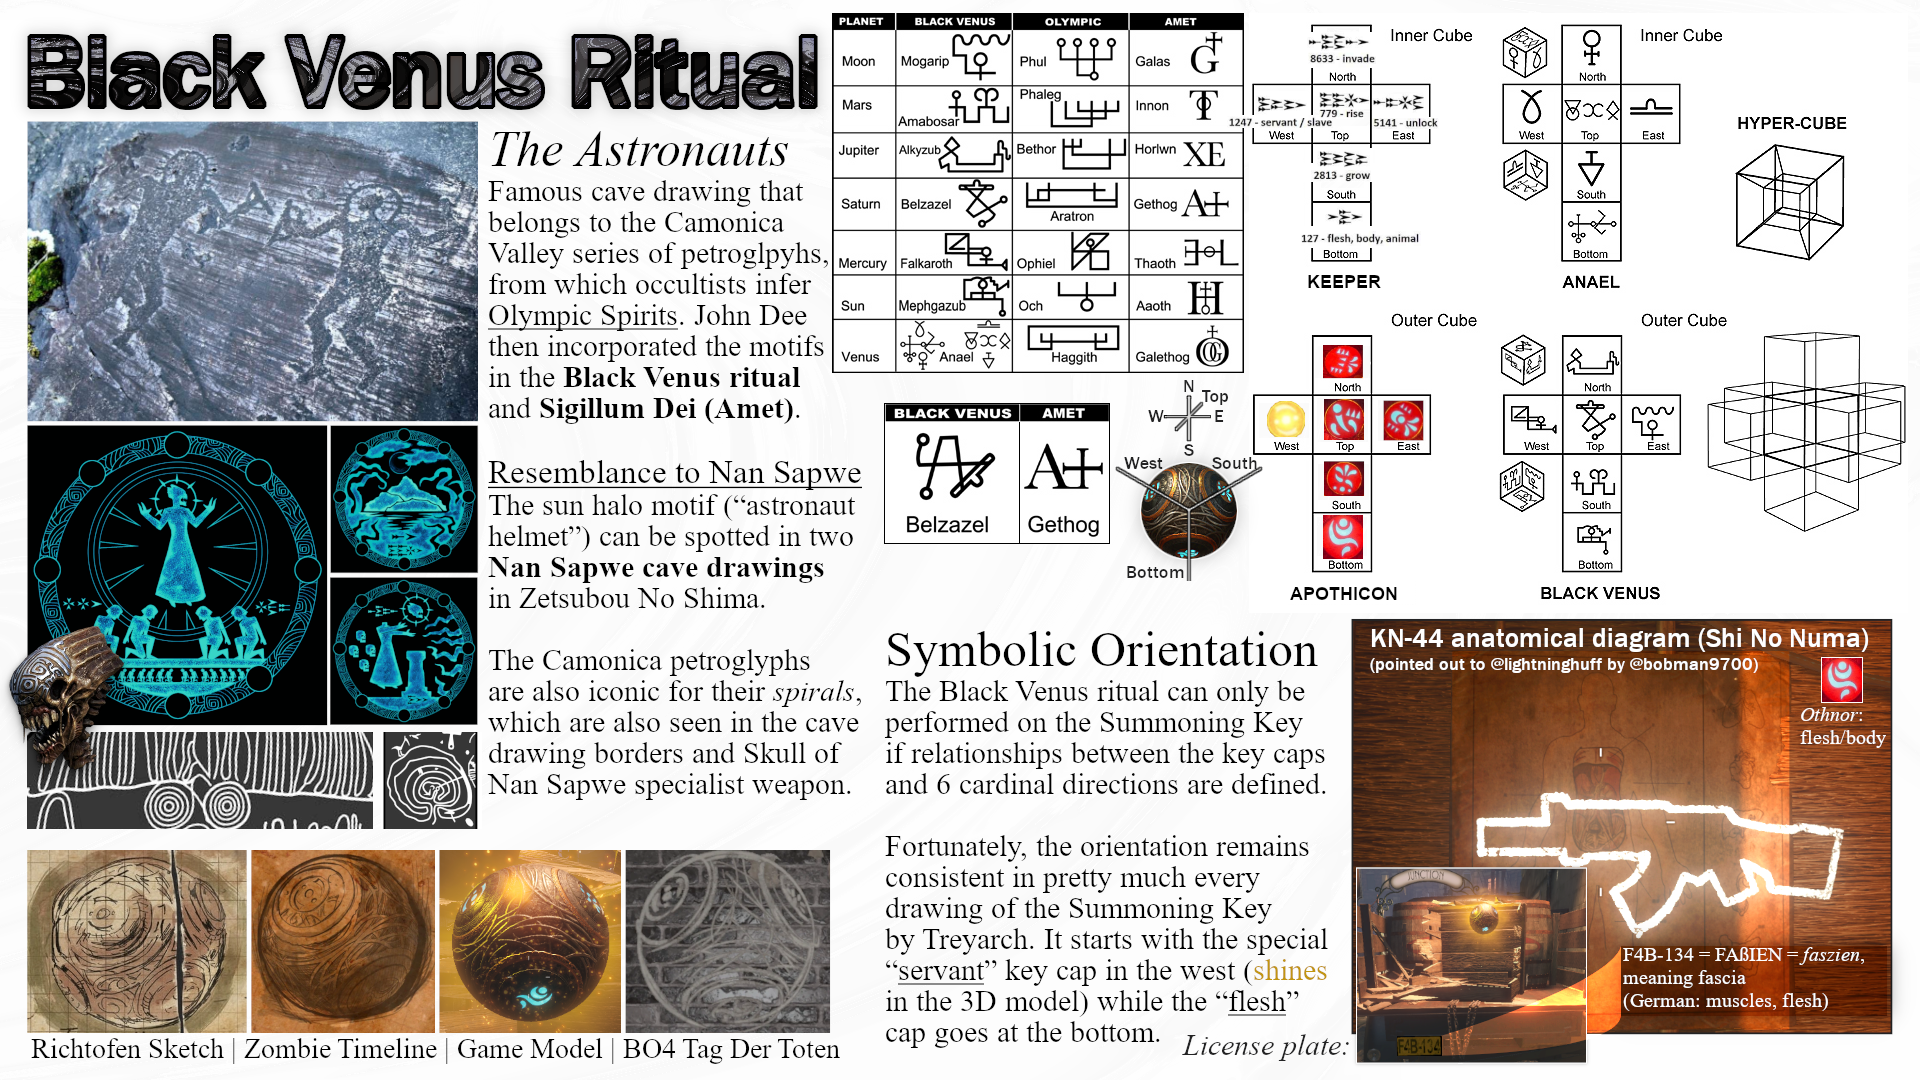 Black Venus Ritual
The Astronauts
Famous cave drawing that
belongs to the Camonica
Valley series of petroglpyhs,
from which occultists infer
Olympic Spirits. John Dee
then incorporated the motifs
in the Black Venus ritual
and Sigillum Dei (Amet).
Resemblance to Nan Sapwe
The sun halo motif (“astronaut
helmet”) can be spotted in two
Nan Sapwe cave drawings
in Zetsubou No Shima.
The Camonica petroglyphs
are also iconic for their spirals,
which are also seen in the cave
drawing borders and Skull of
Nan Sapwe specialist weapon.
Richtofen Sketch | Zombie Timeline | Game Model | BO4 Tag Der Toten
PLANET BLACK VENUS OLYMPIC AMET
Moon Mogarip Phul Galas
Mars Amabosar Phaleg Innon
Jupiter Alkyzub Bethor Horlwn
Saturn Belzazel Aratron Gethog
Mercury Falkaroth Ophiel Thaoth
Sun Mephgazub Och Aaoth
Venus Anael Haggith Galethog
BLACK VENUS AMET
Belzazel Gethog
N
Top
W E
S
West South
Bottom
Inner Cube
8633 - invade
North
1247 - servant / slave
West
779 - rise
Top
5141 - unlock
East
2813 - grow
South
127 - flesh, body, animal
Bottom
KEEPER
Inner Cube
North
West Top East
South
Bottom
ANAEL
HYPER-CUBE
Outer Cube
North
West Top East
South
Bottom
APOTHICON
Outer Cube
North
West Top East
South
Bottom
BLACK VENUS
Symbolic Orientation
The Black Venus ritual can only be
performed on the Summoning Key
if relationships between the key caps
and 6 cardinal directions are defined.
Fortunately, the orientation remains
consistent in pretty much every
drawing of the Summoning Key
by Treyarch. It starts with the special
“servant” key cap in the west (shines
in the 3D model) while the “flesh”
cap goes at the bottom.
License plate:
KN-44 anatomical diagram (Shi No Numa)
(pointed out to @lightninghuff by @bobman9700)
Othnor:
flesh/body
JUNCTION
F4B-134
F4B-134 = FAßIEN = faszien,
meaning fascia
(German: muscles, flesh)